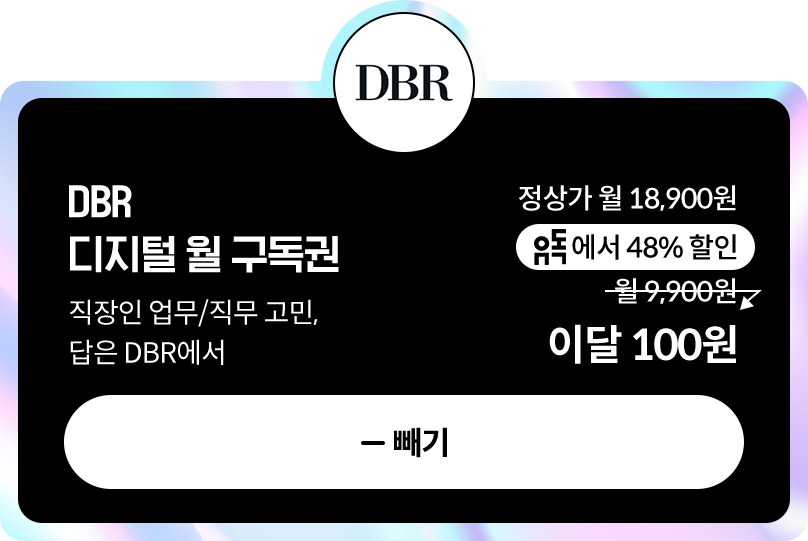 DBR
DBR
디지털 월 구독권
직장인 업무/직무 고민,
답은 DBR에서
정상가 월 18,900원
유독에서 48% 할인
월 9,900원
이달 100원
— 빼기